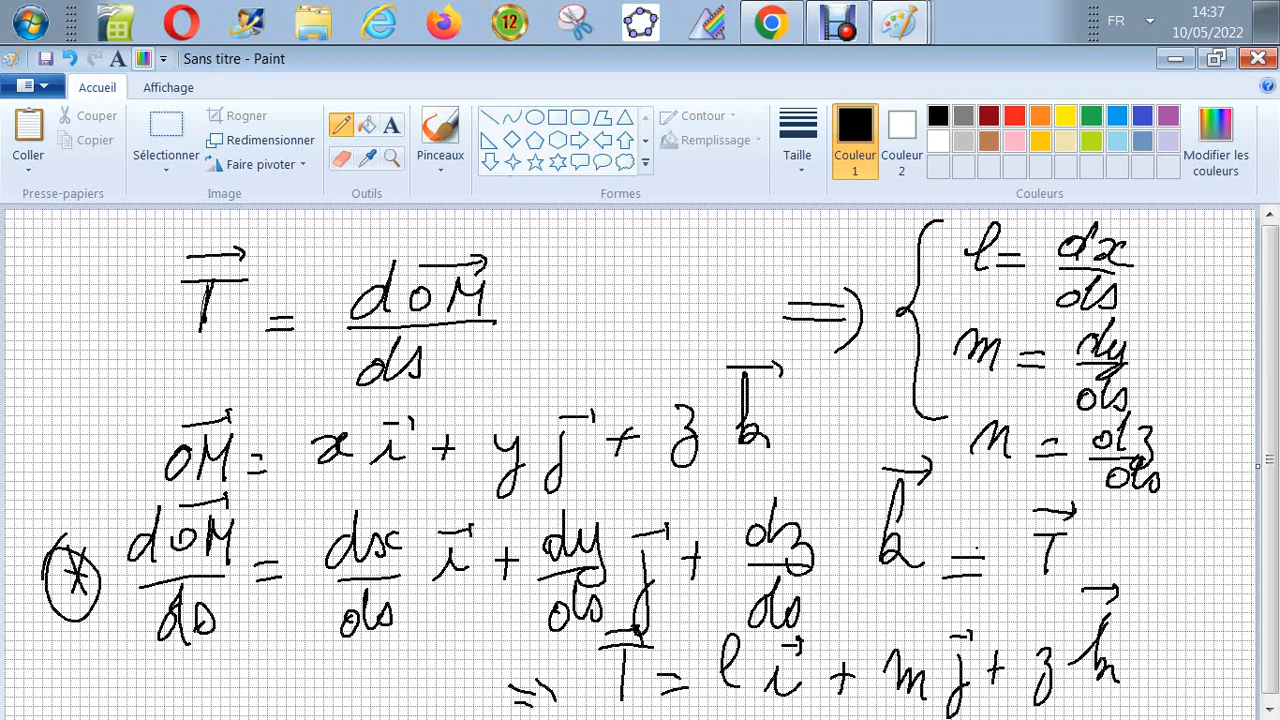 12
FR
14:37
10/05/2022
Sans titre - Paint
Accueil
Affichage
Coller
Couper
Copier
Presse-papiers
Sélectionner
Rogner
Redimensionner
Faire pivoter
Image
Outils
Pinceaux
Contour
Remplissage
Formes
Taille
Couleur 1
Couleur 2
Modifier les couleurs
Couleurs
T⃗ = dOM⃗/ds ⇒ { l = dx/ds
m = dy/ds
n = dz/ds
OM⃗ = x i⃗ + y j⃗ + z k⃗
* dOM⃗/ds = dx/ds i⃗ + dy/ds j⃗ + dz/ds k⃗ = T⃗
⇒ T⃗ = l i⃗ + m j⃗ + z k⃗